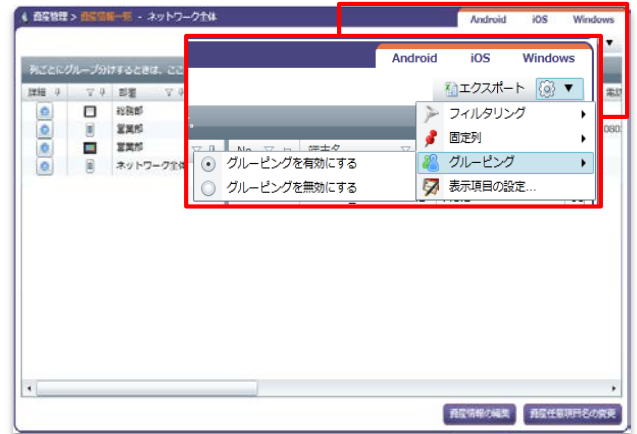 資産管理 > 資産情報一覧 - ネットワーク全体
Android iOS Windows
列ごとにグループ分けするときは、ここ
詳細 部署
総務部
営業部
営業部
ネットワーク全体
Android iOS Windows
エクスポート
フィルタリング
固定列
グルーピング
表示項目の設定...
No. 端末名
グルーピングを有効にする
グルーピングを無効にする
資産情報の編集 資産任意項目名の変更